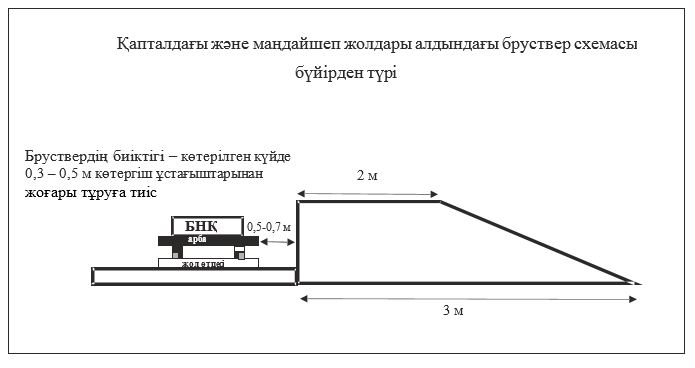 Қапталдағы және маңдайшеп жолдары алдындағы бруствер схемасы
бүйірден түрі
Бруствердің биіктігі – көтерілген күйде
0,3 – 0,5 м көтергіш ұстағыштарынан
жоғары тұруға тиіс
2 м
БНҚ
0,5-0,7 м
арба
жол өтпегі
3 м